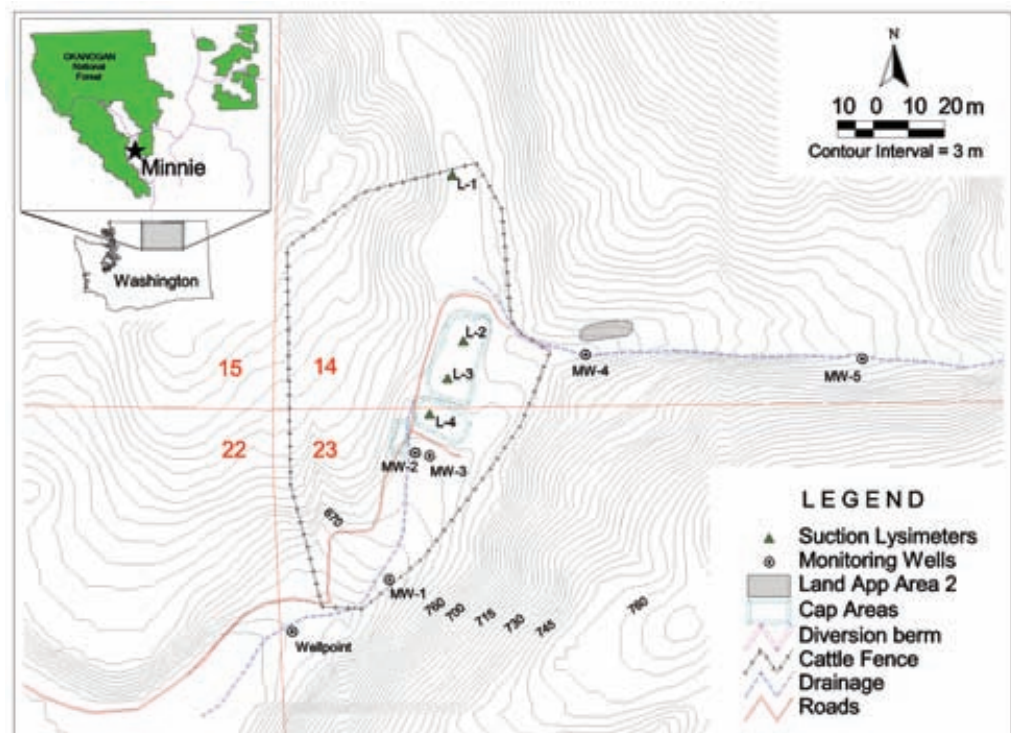 OKANOGAN
National
Forest
Minnie
Washington
N
10 0 10 20 m
Contour Interval = 3 m
L-1
L-2
L-3
L-4
15 14
22 23
MW-4
MW-5
MW-2
MW-3
670
MW-1
Wellpoint
760
700
715
730
745
760
LEGEND
Suction Lysimeters
Monitoring Wells
Land App Area 2
Cap Areas
Diversion berm
Cattle Fence
Drainage
Roads